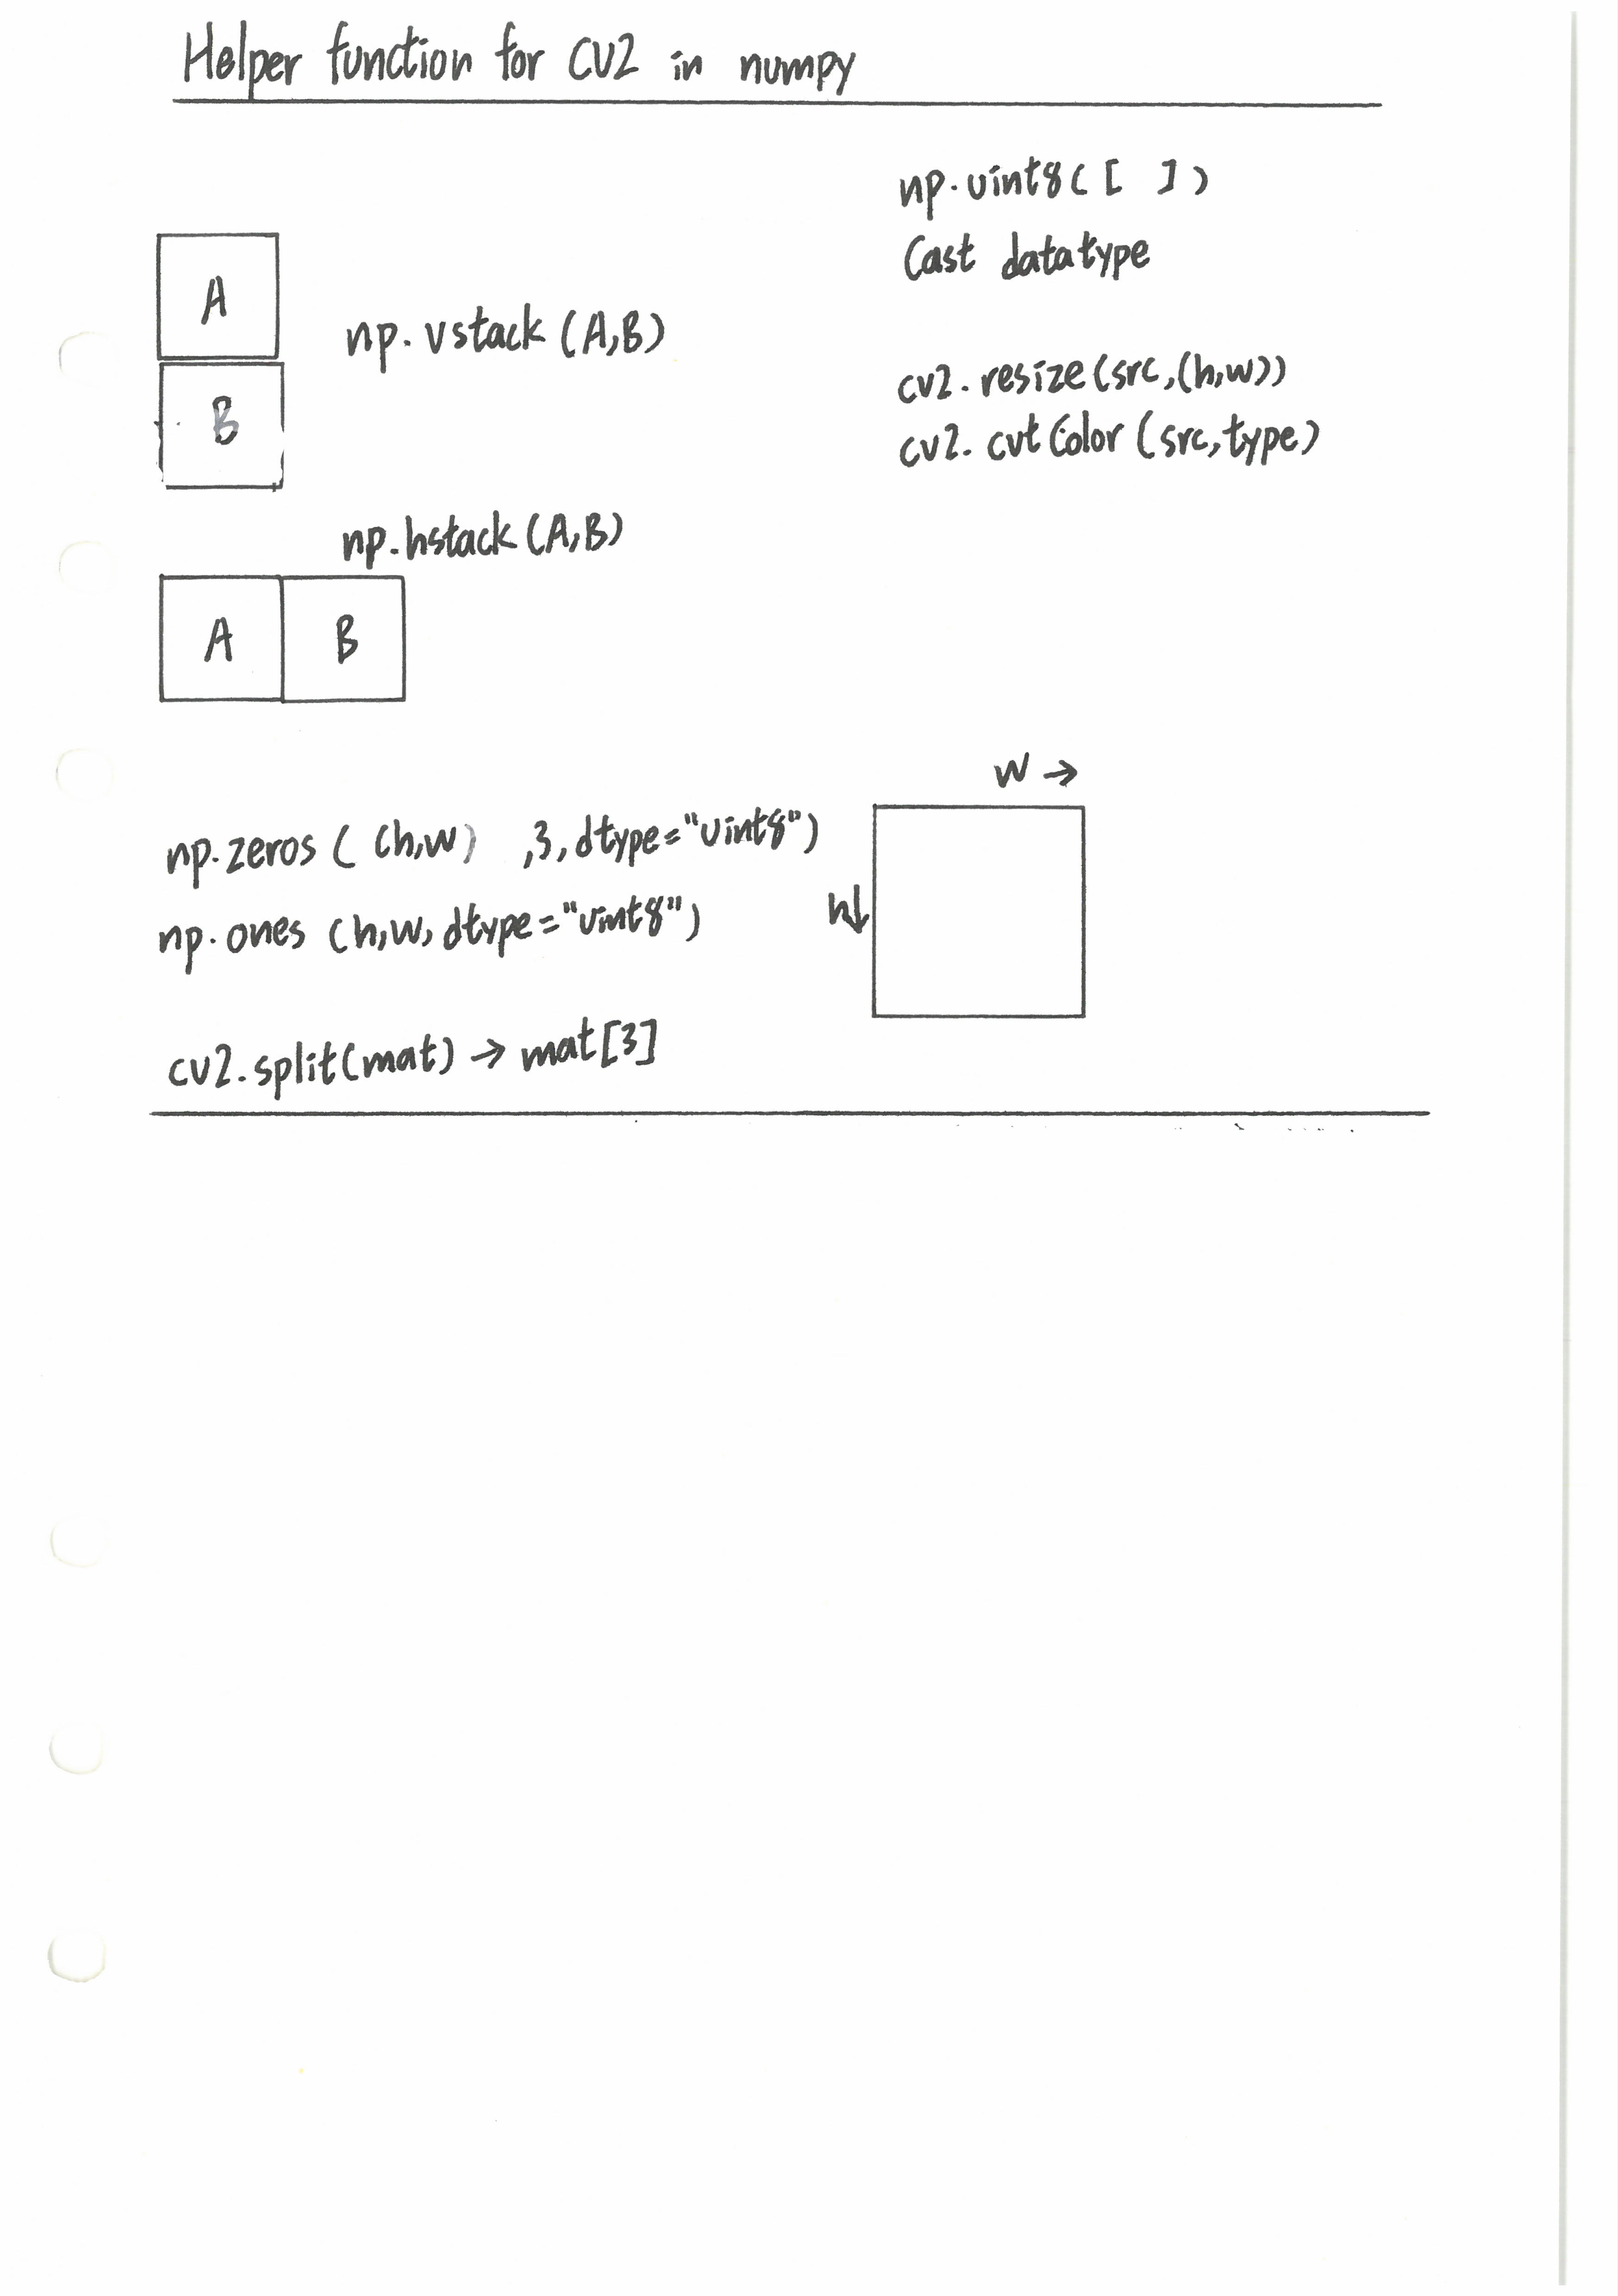 Helper function for CV2 in numpy
np.uint8([ ])
Cast datatype
A
np.vstack (A,B)
B
cv2.resize(src,(h,w))
cv2.cvtColor(src,type)
np.hstack(A,B)
A B
W →
np.zeros ( (h,w) ,3,dtype="uint8")
h↓
np.ones (h,w,dtype="uint8")
cv2.split(mat) → mat[3]